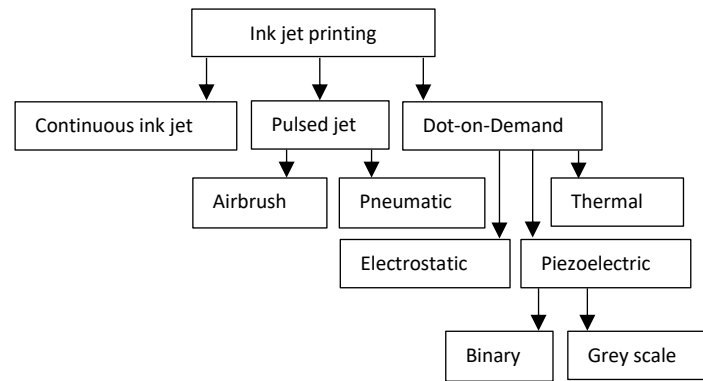 Ink jet printing
Continuous ink jet
Pulsed jet
Dot-on-Demand
Airbrush
Pneumatic
Thermal
Electrostatic
Piezoelectric
Binary
Grey scale